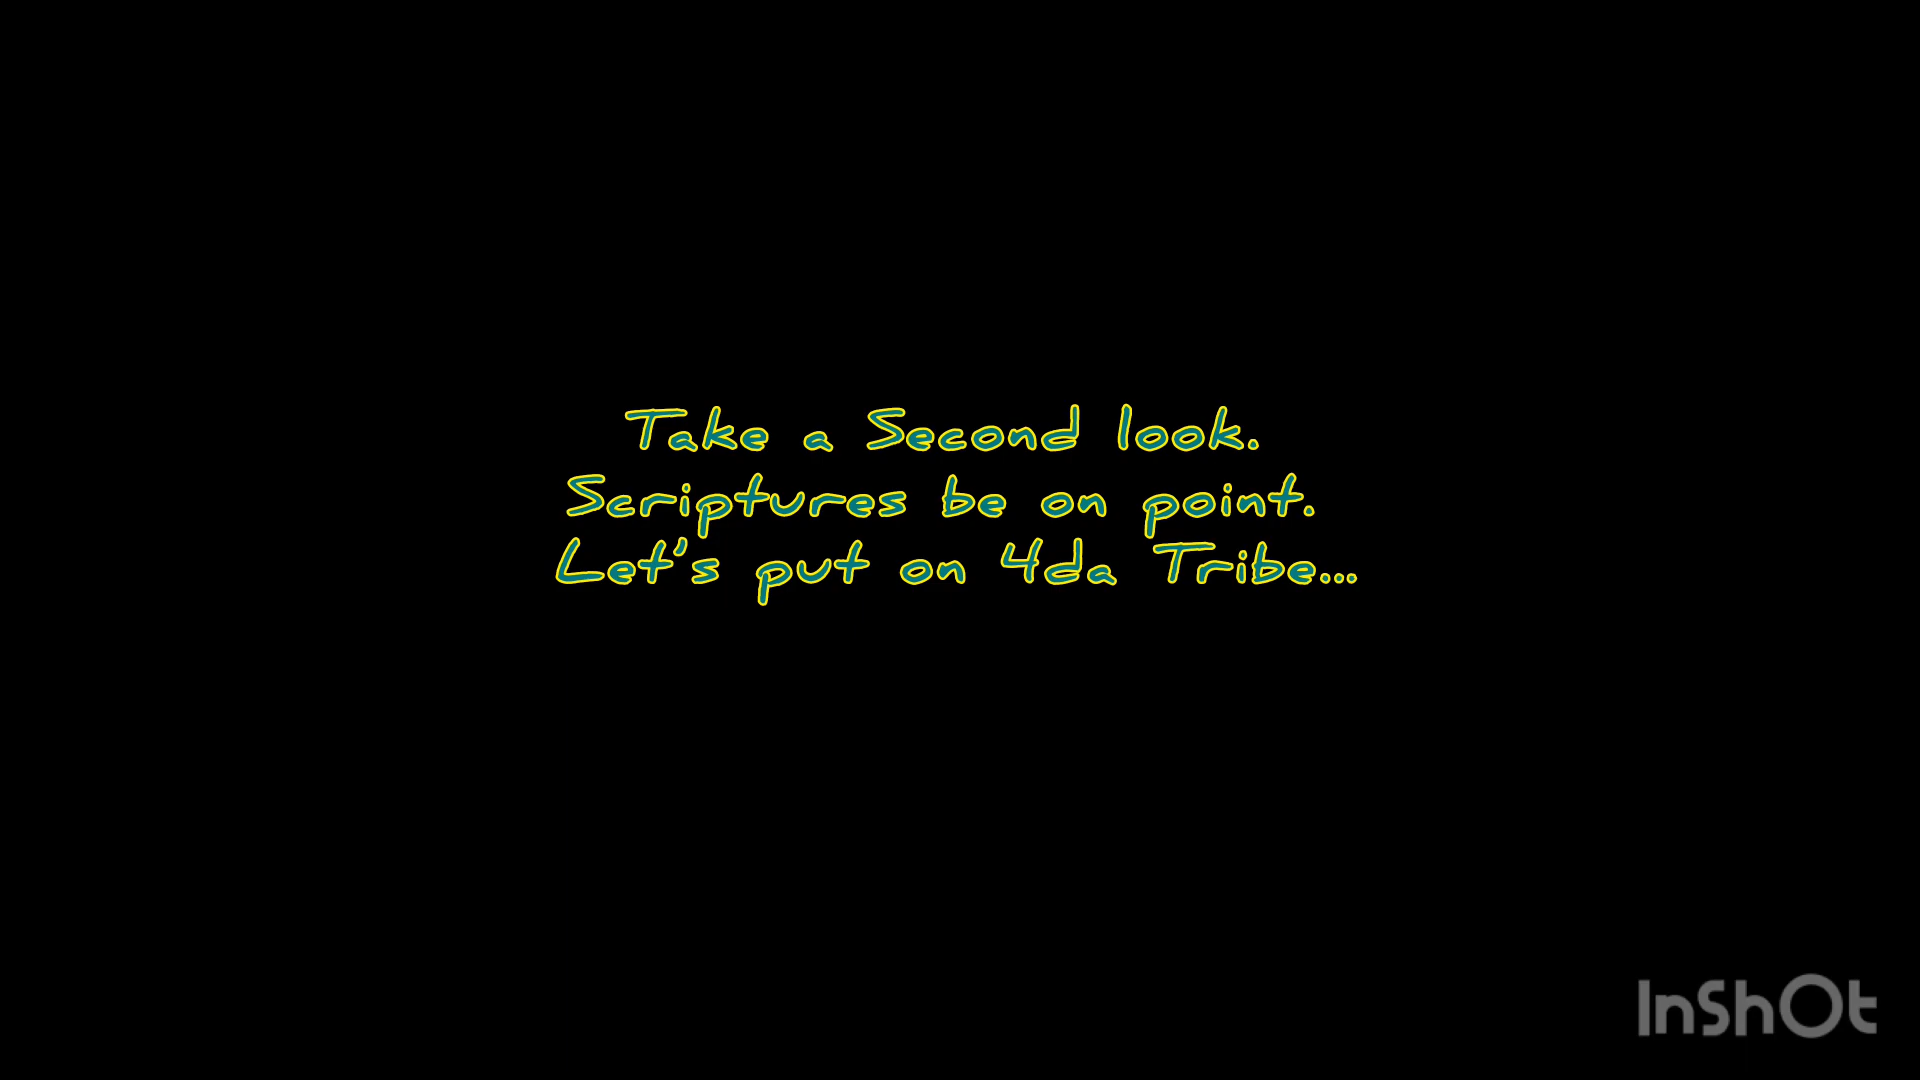 Take a Second look.
Scriptures be on point.
Let's put on 4da Tribe...
InShOt